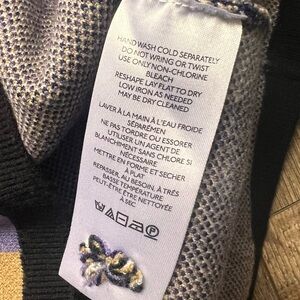 HAND WASH COLD SEPARATELY
DO NOT WRING OR TWIST
USE ONLY NON-CHLORINE
BLEACH
RESHAPE LAY FLAT TO DRY
LOW IRON AS NEEDED
MAY BE DRY CLEANED
LAVER À LA MAIN À L'EAU FROIDE
SÉPARÉMEN
NE PAS TORDRE OU ESSORER
UTILISER UN AGENT DE
BLANCHIMENT SANS CHLORE SI
NÉCESSAIRE
METTRE EN FORME ET SECHER
À PLAT
REPASSER, AU BESOIN, À TRÈS
BASSE TEMPÉRATURE
PEUT-ÊTRE ÊTRE NETTOYÉE
À SEC